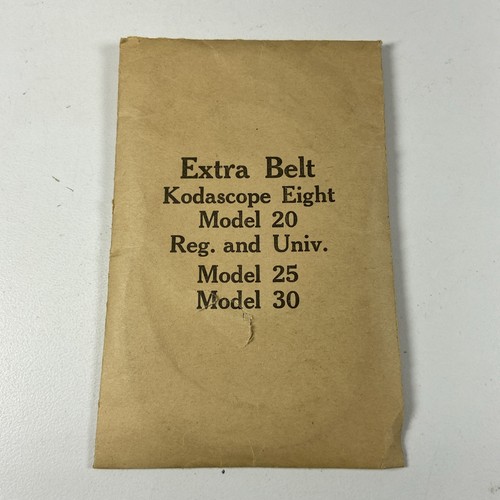 Extra Belt
Kodascope Eight
Model 20
Reg. and Univ.
Model 25
Model 30